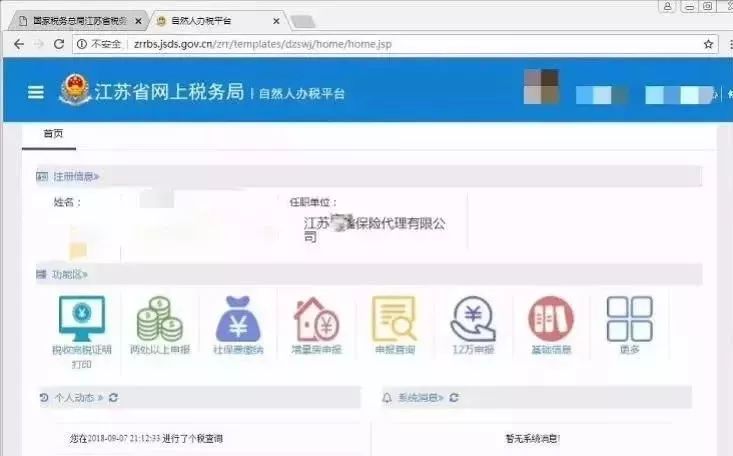 国家税务总局江苏省税务
自然人办税平台
不安全 zrrbs.jsds.gov.cn/zrr/templates/dzswj/home/home.jsp
江苏省网上税务局 | 自然人办税平台
首页
注册信息»
姓名： 任职单位：
江苏 保险代理有限公
司
功能区»
税收完税证明 两处以上申报 社保费缴纳 增量房申报 申报查询 12万申报 基础信息 更多
打印
个人动态» 系统消息»
您在2018-09-07 21:12:33 进行了个税查询 暂无系统消息!